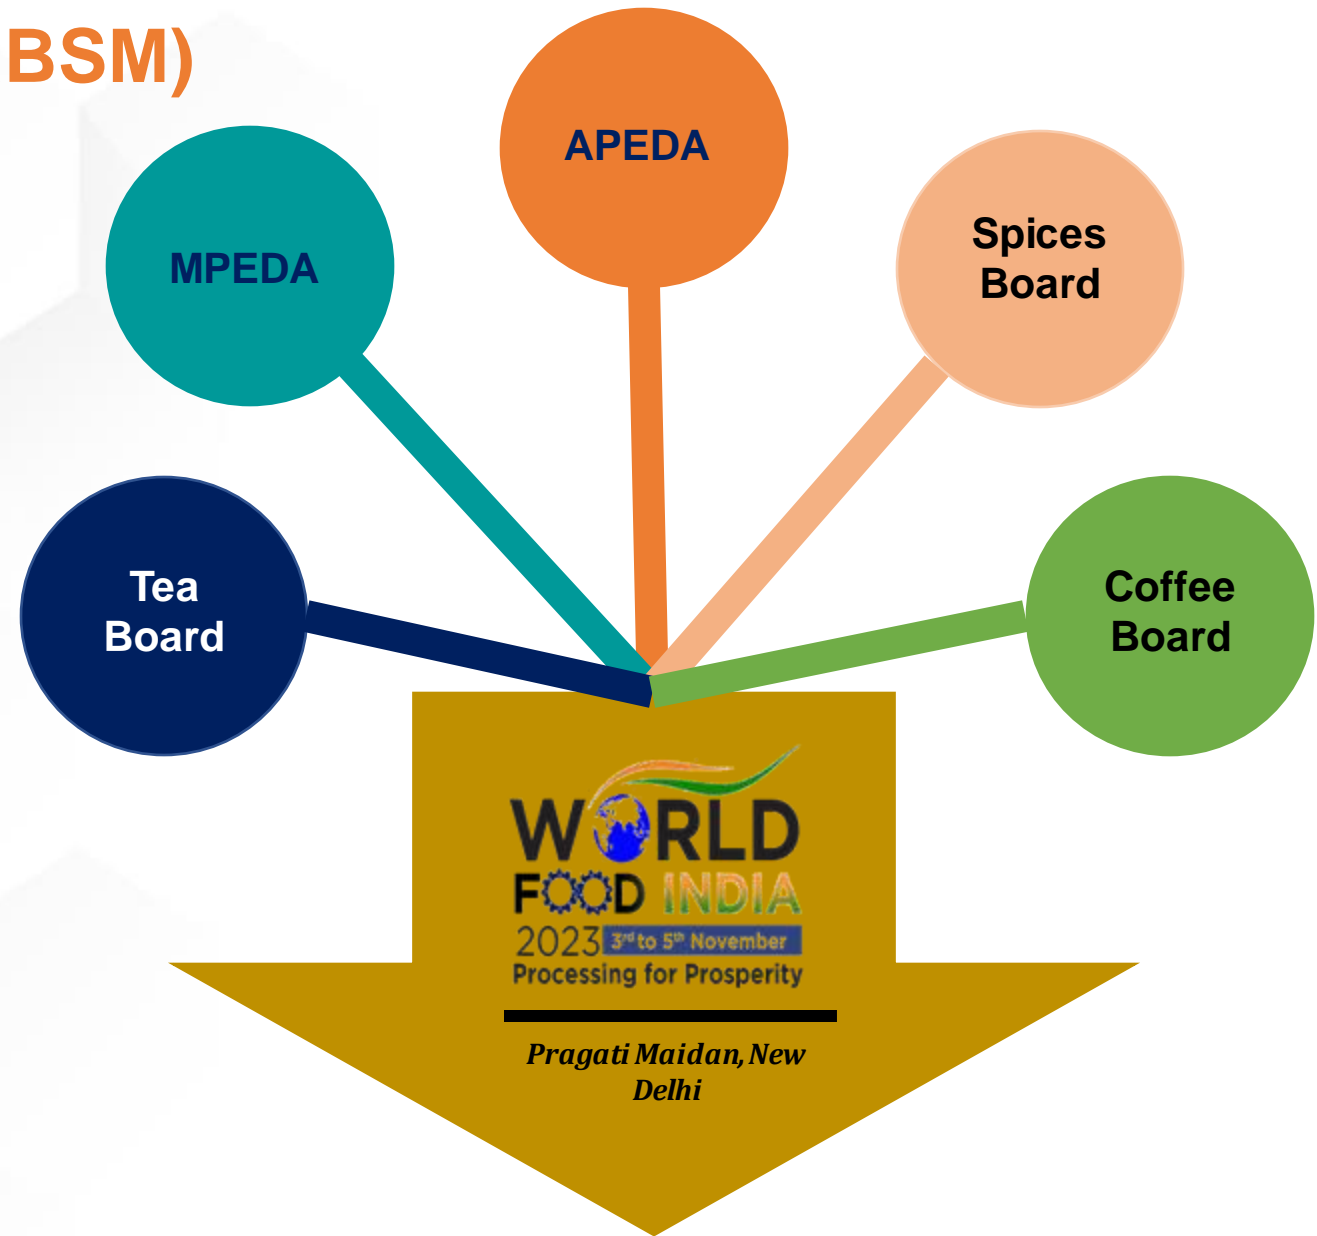 BSM)
APEDA
MPEDA
Spices
Board
Tea
Board
Coffee
Board
WORLD
FOOD INDIA
2023 3rd to 5th November
Processing for Prosperity
Pragati Maidan, New
Delhi